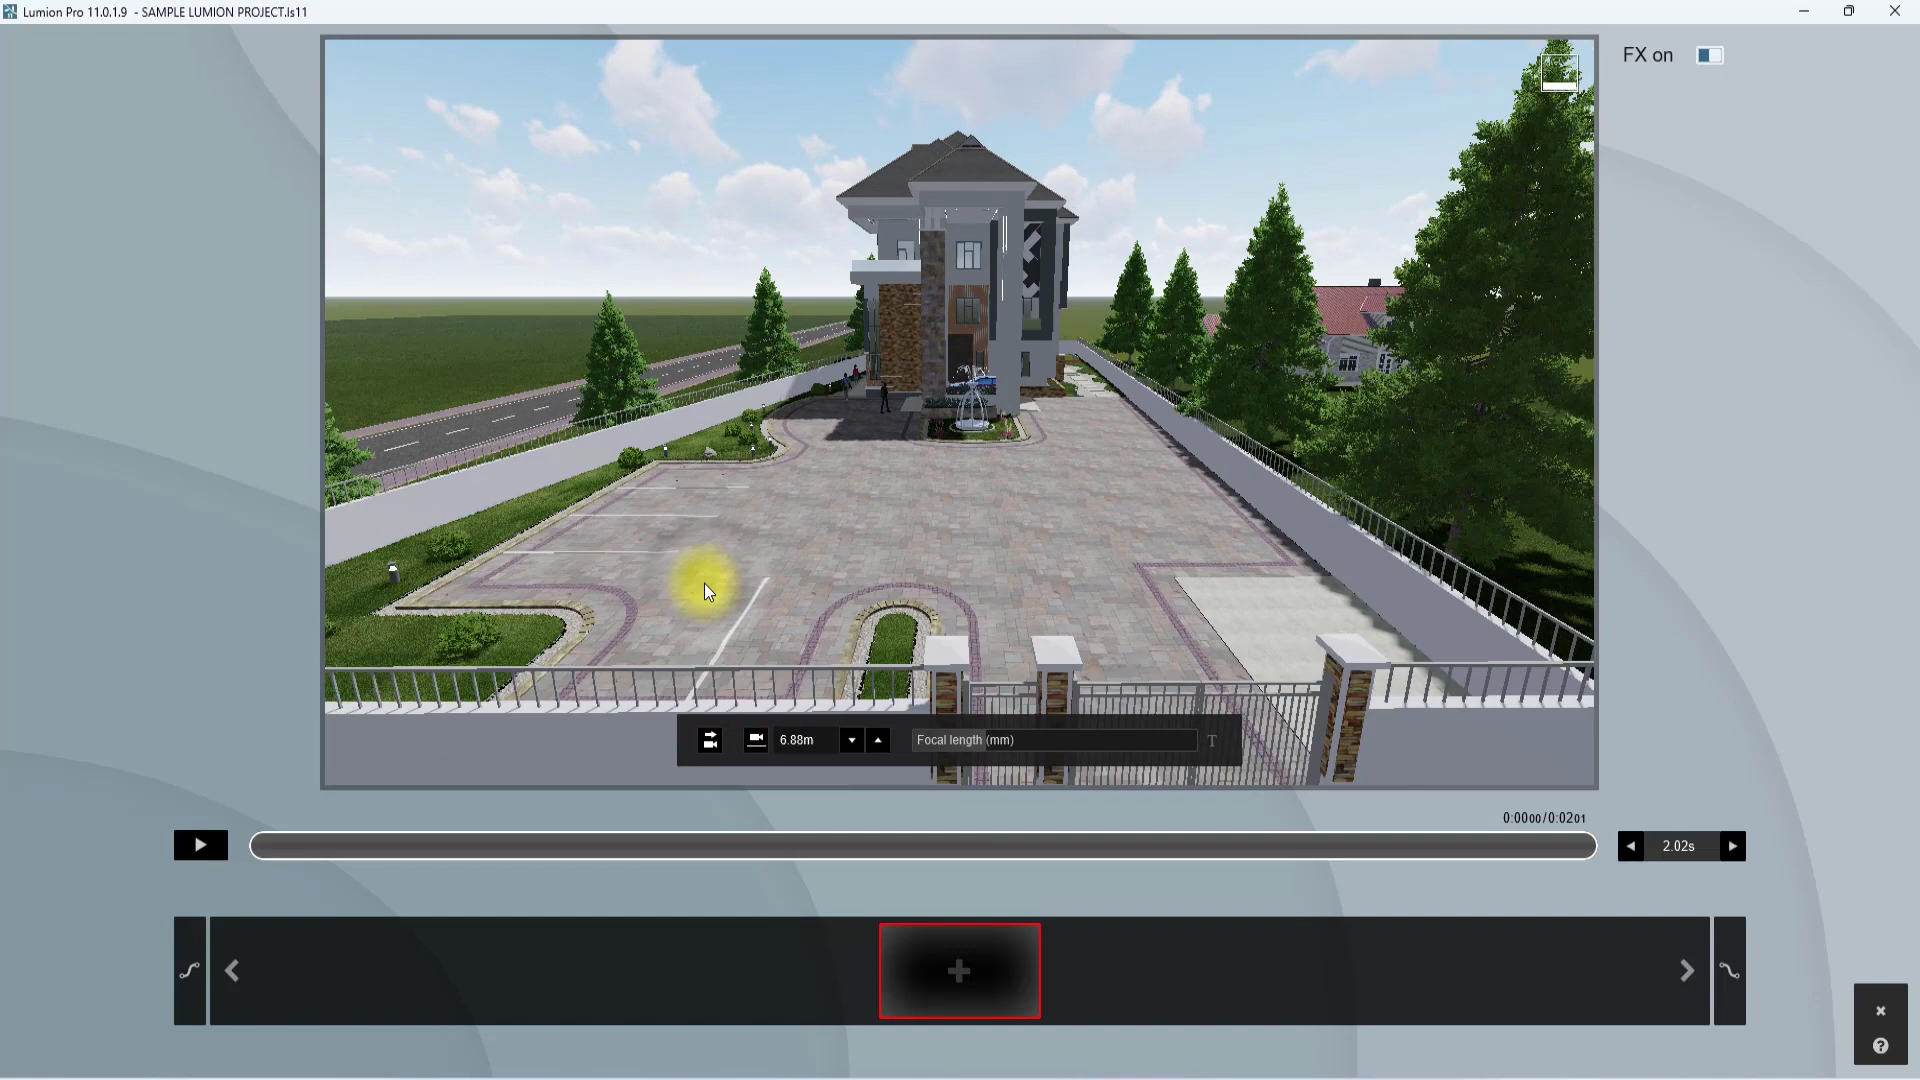 Lumion Pro 11.0.1.9 - SAMPLE LUMION PROJECT.ls11
FX on
6.88m
Focal length (mm)
T
0:0000/0:0201
2.02s